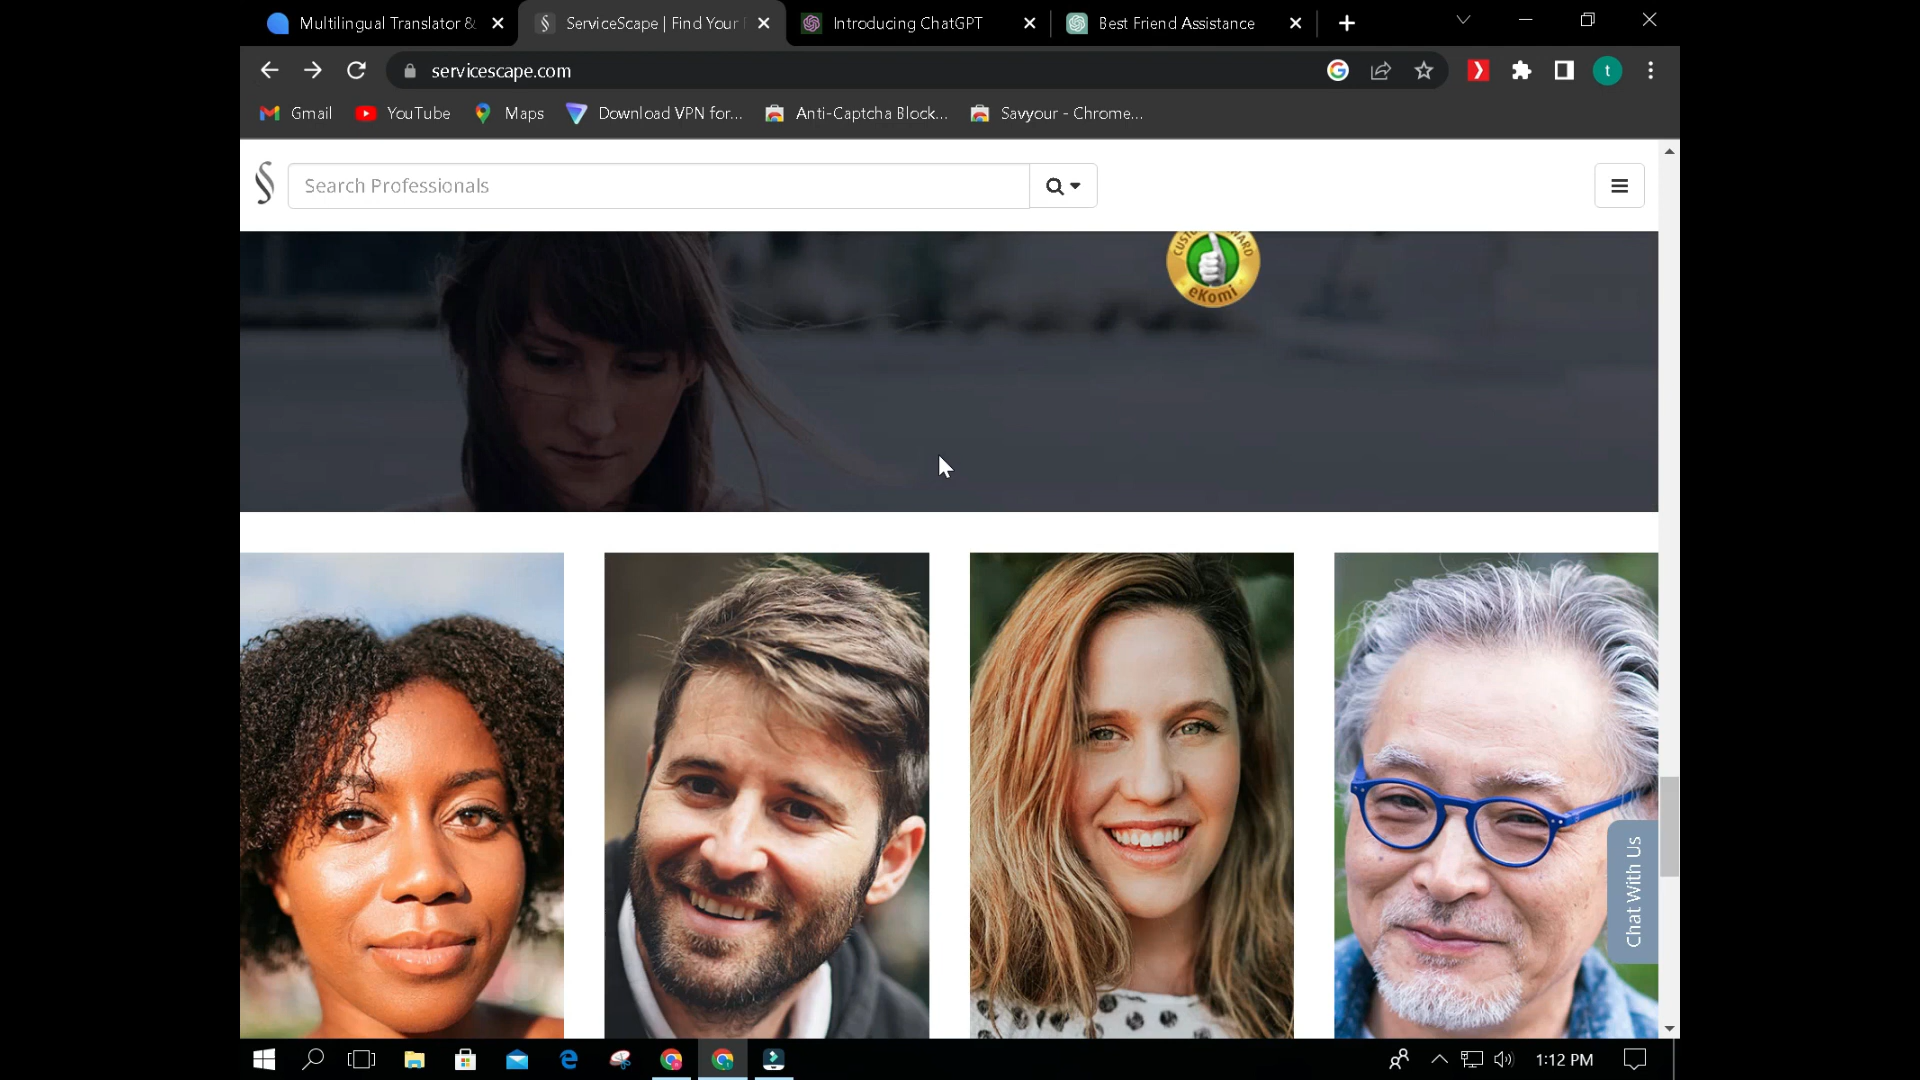 Multilingual Translator &
ServiceScape | Find Your
Introducing ChatGPT
Best Friend Assistance
servicescape.com
t
Gmail
YouTube
Maps
Download VPN for...
Anti-Captcha Block...
Savyour - Chrome...
Search Professionals
eKomi
Chat With Us
1:12 PM